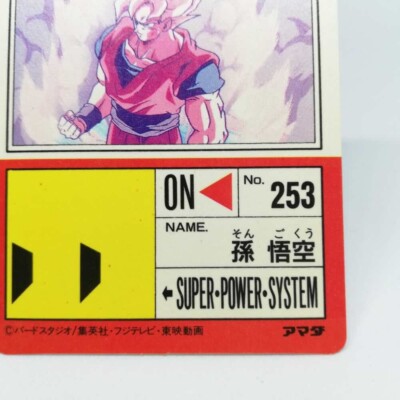 ON
No. 253
NAME.
そん ごくう
孫 悟空
SUPER・POWER・SYSTEM
©バードスタジオ/集英社・フジテレビ・東映動画
アマダ